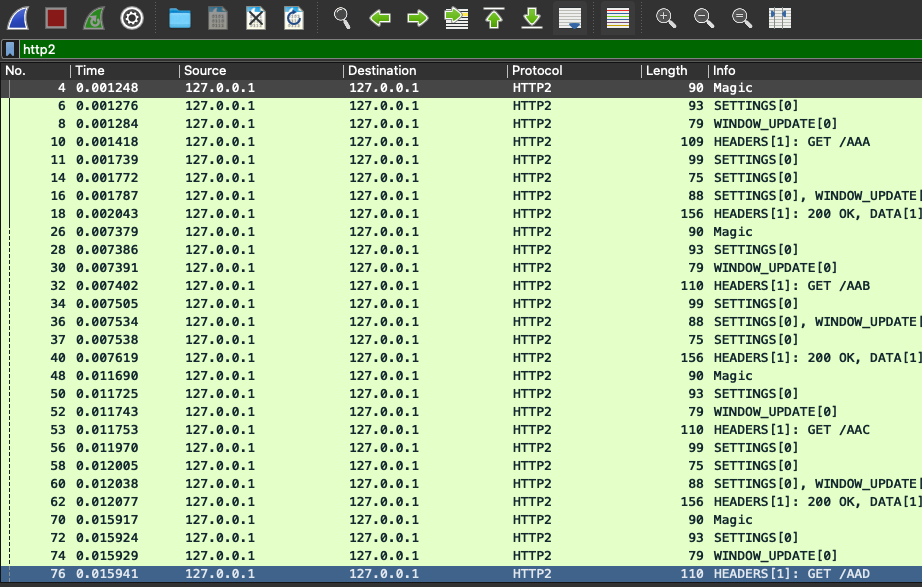 http2
No. Time Source Destination Protocol Length Info
4 0.001248 127.0.0.1 127.0.0.1 HTTP2 90 Magic
6 0.001276 127.0.0.1 127.0.0.1 HTTP2 93 SETTINGS[0]
8 0.001284 127.0.0.1 127.0.0.1 HTTP2 79 WINDOW_UPDATE[0]
10 0.001418 127.0.0.1 127.0.0.1 HTTP2 109 HEADERS[1]: GET /AAA
11 0.001739 127.0.0.1 127.0.0.1 HTTP2 99 SETTINGS[0]
14 0.001772 127.0.0.1 127.0.0.1 HTTP2 75 SETTINGS[0]
16 0.001787 127.0.0.1 127.0.0.1 HTTP2 88 SETTINGS[0], WINDOW_UPDATE[
18 0.002043 127.0.0.1 127.0.0.1 HTTP2 156 HEADERS[1]: 200 OK, DATA[1]
26 0.007379 127.0.0.1 127.0.0.1 HTTP2 90 Magic
28 0.007386 127.0.0.1 127.0.0.1 HTTP2 93 SETTINGS[0]
30 0.007391 127.0.0.1 127.0.0.1 HTTP2 79 WINDOW_UPDATE[0]
32 0.007402 127.0.0.1 127.0.0.1 HTTP2 110 HEADERS[1]: GET /AAB
34 0.007505 127.0.0.1 127.0.0.1 HTTP2 99 SETTINGS[0]
36 0.007534 127.0.0.1 127.0.0.1 HTTP2 88 SETTINGS[0], WINDOW_UPDATE[
37 0.007538 127.0.0.1 127.0.0.1 HTTP2 75 SETTINGS[0]
40 0.007619 127.0.0.1 127.0.0.1 HTTP2 156 HEADERS[1]: 200 OK, DATA[1]
48 0.011690 127.0.0.1 127.0.0.1 HTTP2 90 Magic
50 0.011725 127.0.0.1 127.0.0.1 HTTP2 93 SETTINGS[0]
52 0.011743 127.0.0.1 127.0.0.1 HTTP2 79 WINDOW_UPDATE[0]
53 0.011753 127.0.0.1 127.0.0.1 HTTP2 110 HEADERS[1]: GET /AAC
56 0.011970 127.0.0.1 127.0.0.1 HTTP2 99 SETTINGS[0]
58 0.012005 127.0.0.1 127.0.0.1 HTTP2 75 SETTINGS[0]
60 0.012038 127.0.0.1 127.0.0.1 HTTP2 88 SETTINGS[0], WINDOW_UPDATE[
62 0.012077 127.0.0.1 127.0.0.1 HTTP2 156 HEADERS[1]: 200 OK, DATA[1]
70 0.015917 127.0.0.1 127.0.0.1 HTTP2 90 Magic
72 0.015924 127.0.0.1 127.0.0.1 HTTP2 93 SETTINGS[0]
74 0.015929 127.0.0.1 127.0.0.1 HTTP2 79 WINDOW_UPDATE[0]
76 0.015941 127.0.0.1 127.0.0.1 HTTP2 110 HEADERS[1]: GET /AAD